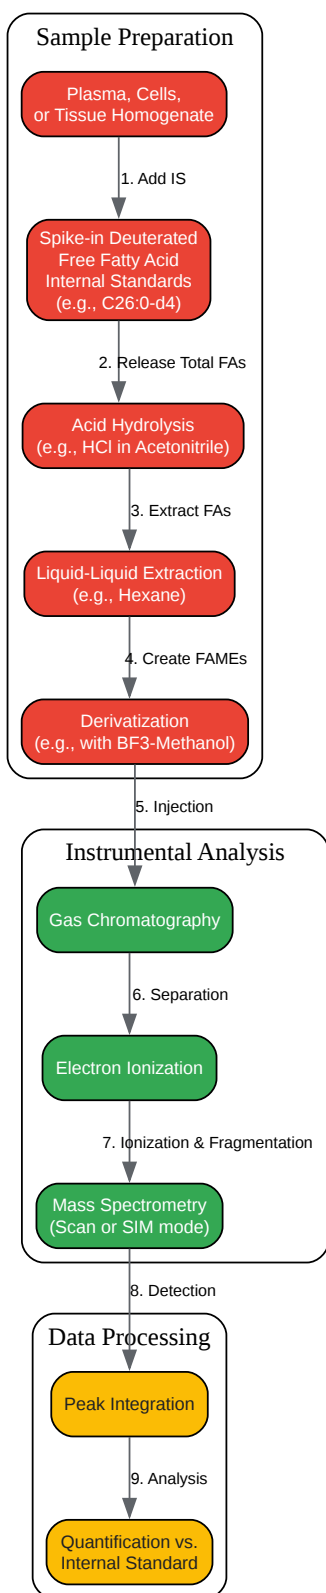 Sample Preparation
Plasma, Cells,
or Tissue Homogenate
1. Add IS
Spike-in Deuterated
Free Fatty Acid
Internal Standards
(e.g., C26:0-d4)
2. Release Total FAs
Acid Hydrolysis
(e.g., HCl in Acetonitrile)
3. Extract FAs
Liquid-Liquid Extraction
(e.g., Hexane)
4. Create FAMEs
Derivatization
(e.g., with BF3-Methanol)
5. Injection
Instrumental Analysis
Gas Chromatography
6. Separation
Electron Ionization
7. Ionization & Fragmentation
Mass Spectrometry
(Scan or SIM mode)
8. Detection
Data Processing
Peak Integration
9. Analysis
Quantification vs.
Internal Standard